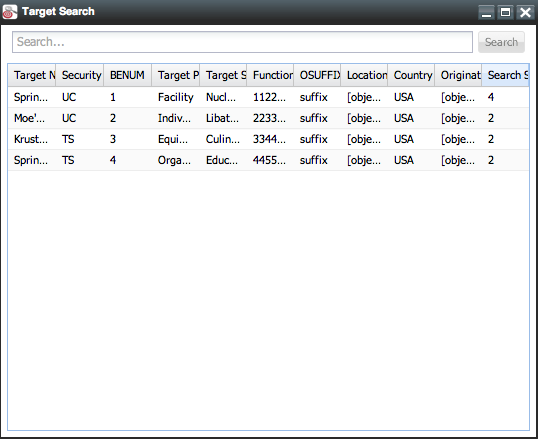 Target Search
Search... Search
Target N Security BENUM Target P Target S Function OSUFFIX Location Country Originat Search S
Sprin... UC 1 Facility Nucl... 1122... suffix [obje... USA [obje... 4
Moe'... UC 2 Indiv... Libat... 2233... suffix [obje... USA [obje... 2
Krust... TS 3 Equi... Culin... 3344... suffix [obje... USA [obje... 2
Sprin... TS 4 Orga... Educ... 4455... suffix [obje... USA [obje... 2